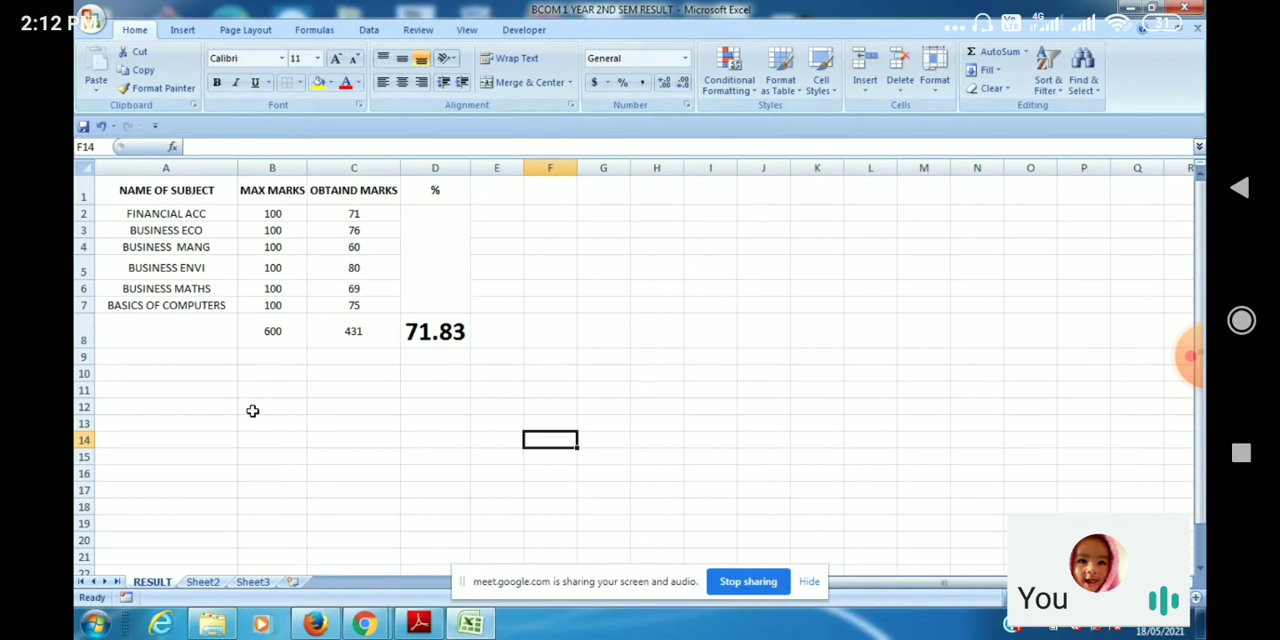 2:12 PM
BCOM 1 YEAR 2ND SEM RESULT - Microsoft Excel
4G
31
Home Insert Page Layout Formulas Data Review View Developer
Paste
Cut
Copy
Format Painter
Clipboard
Calibri 11
B I U
Font
Wrap Text
Merge & Center
Alignment
General
$ % ,
Number
Conditional Formatting
Format as Table
Cell Styles
Styles
Insert Delete Format
Cells
Σ AutoSum
Fill
Clear
Sort & Filter
Find & Select
Editing
F14 fx
A B C D E F G H I J K L M N O P Q R
1 NAME OF SUBJECT MAX MARKS OBTAIND MARKS %
2 FINANCIAL ACC 100 71
3 BUSINESS ECO 100 76
4 BUSINESS MANG 100 60
5 BUSINESS ENVI 100 80
6 BUSINESS MATHS 100 69
7 BASICS OF COMPUTERS 100 75
8 600 431 71.83
9
10
11
12
13
14
15
16
17
18
19
20
21
22
RESULT Sheet2 Sheet3
meet.google.com is sharing your screen and audio. Stop sharing Hide
Ready
You
18/05/2021